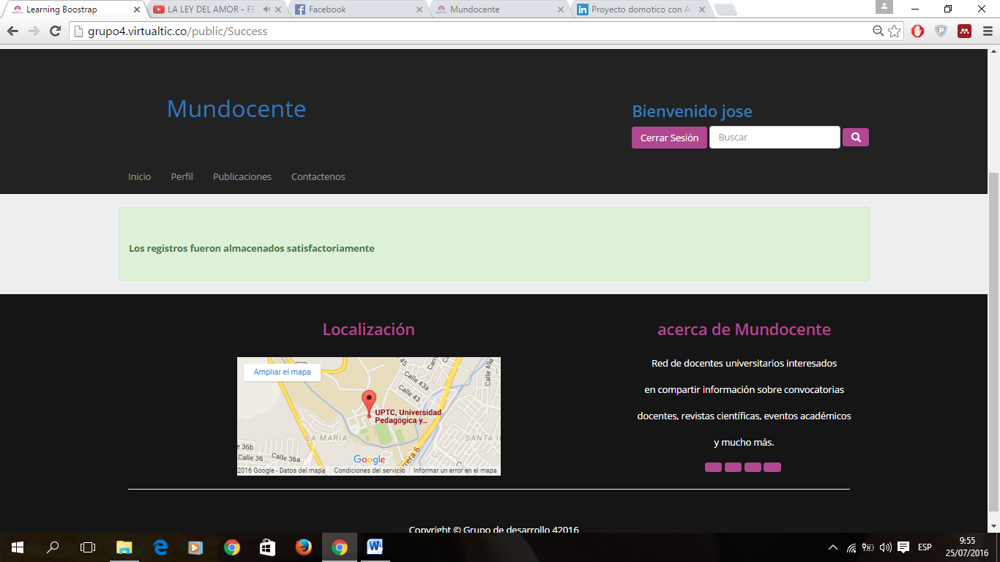 Learning Boostrap
LA LEY DEL AMOR - FE
Facebook
Mundocente
Proyecto domotico con A
grupo4.virtualtic.co/public/Success
Mundocente
Bienvenido jose
Cerrar Sesión
Buscar
Inicio
Perfil
Publicaciones
Contactenos
Los registros fueron almacenados satisfactoriamente
Localización
Ampliar el mapa
Calle 49a
45
Carre
Calle 43a
Calle 43
UPTC, Universidad
Pedagógica y...
LA MARIA
SANTA I
e 36b
Calle 36
Calle 36a
Google
rrera 6
2016 Google - Datos del mapa
Condiciones del servicio
Informar un error en el mapa
acerca de Mundocente
Red de docentes universitarios interesados
en compartir información sobre convocatorias
docentes, revistas científicas, eventos académicos
y mucho más.
Copyright © Grupo de desarrollo 42016
ESP
9:55
25/07/2016